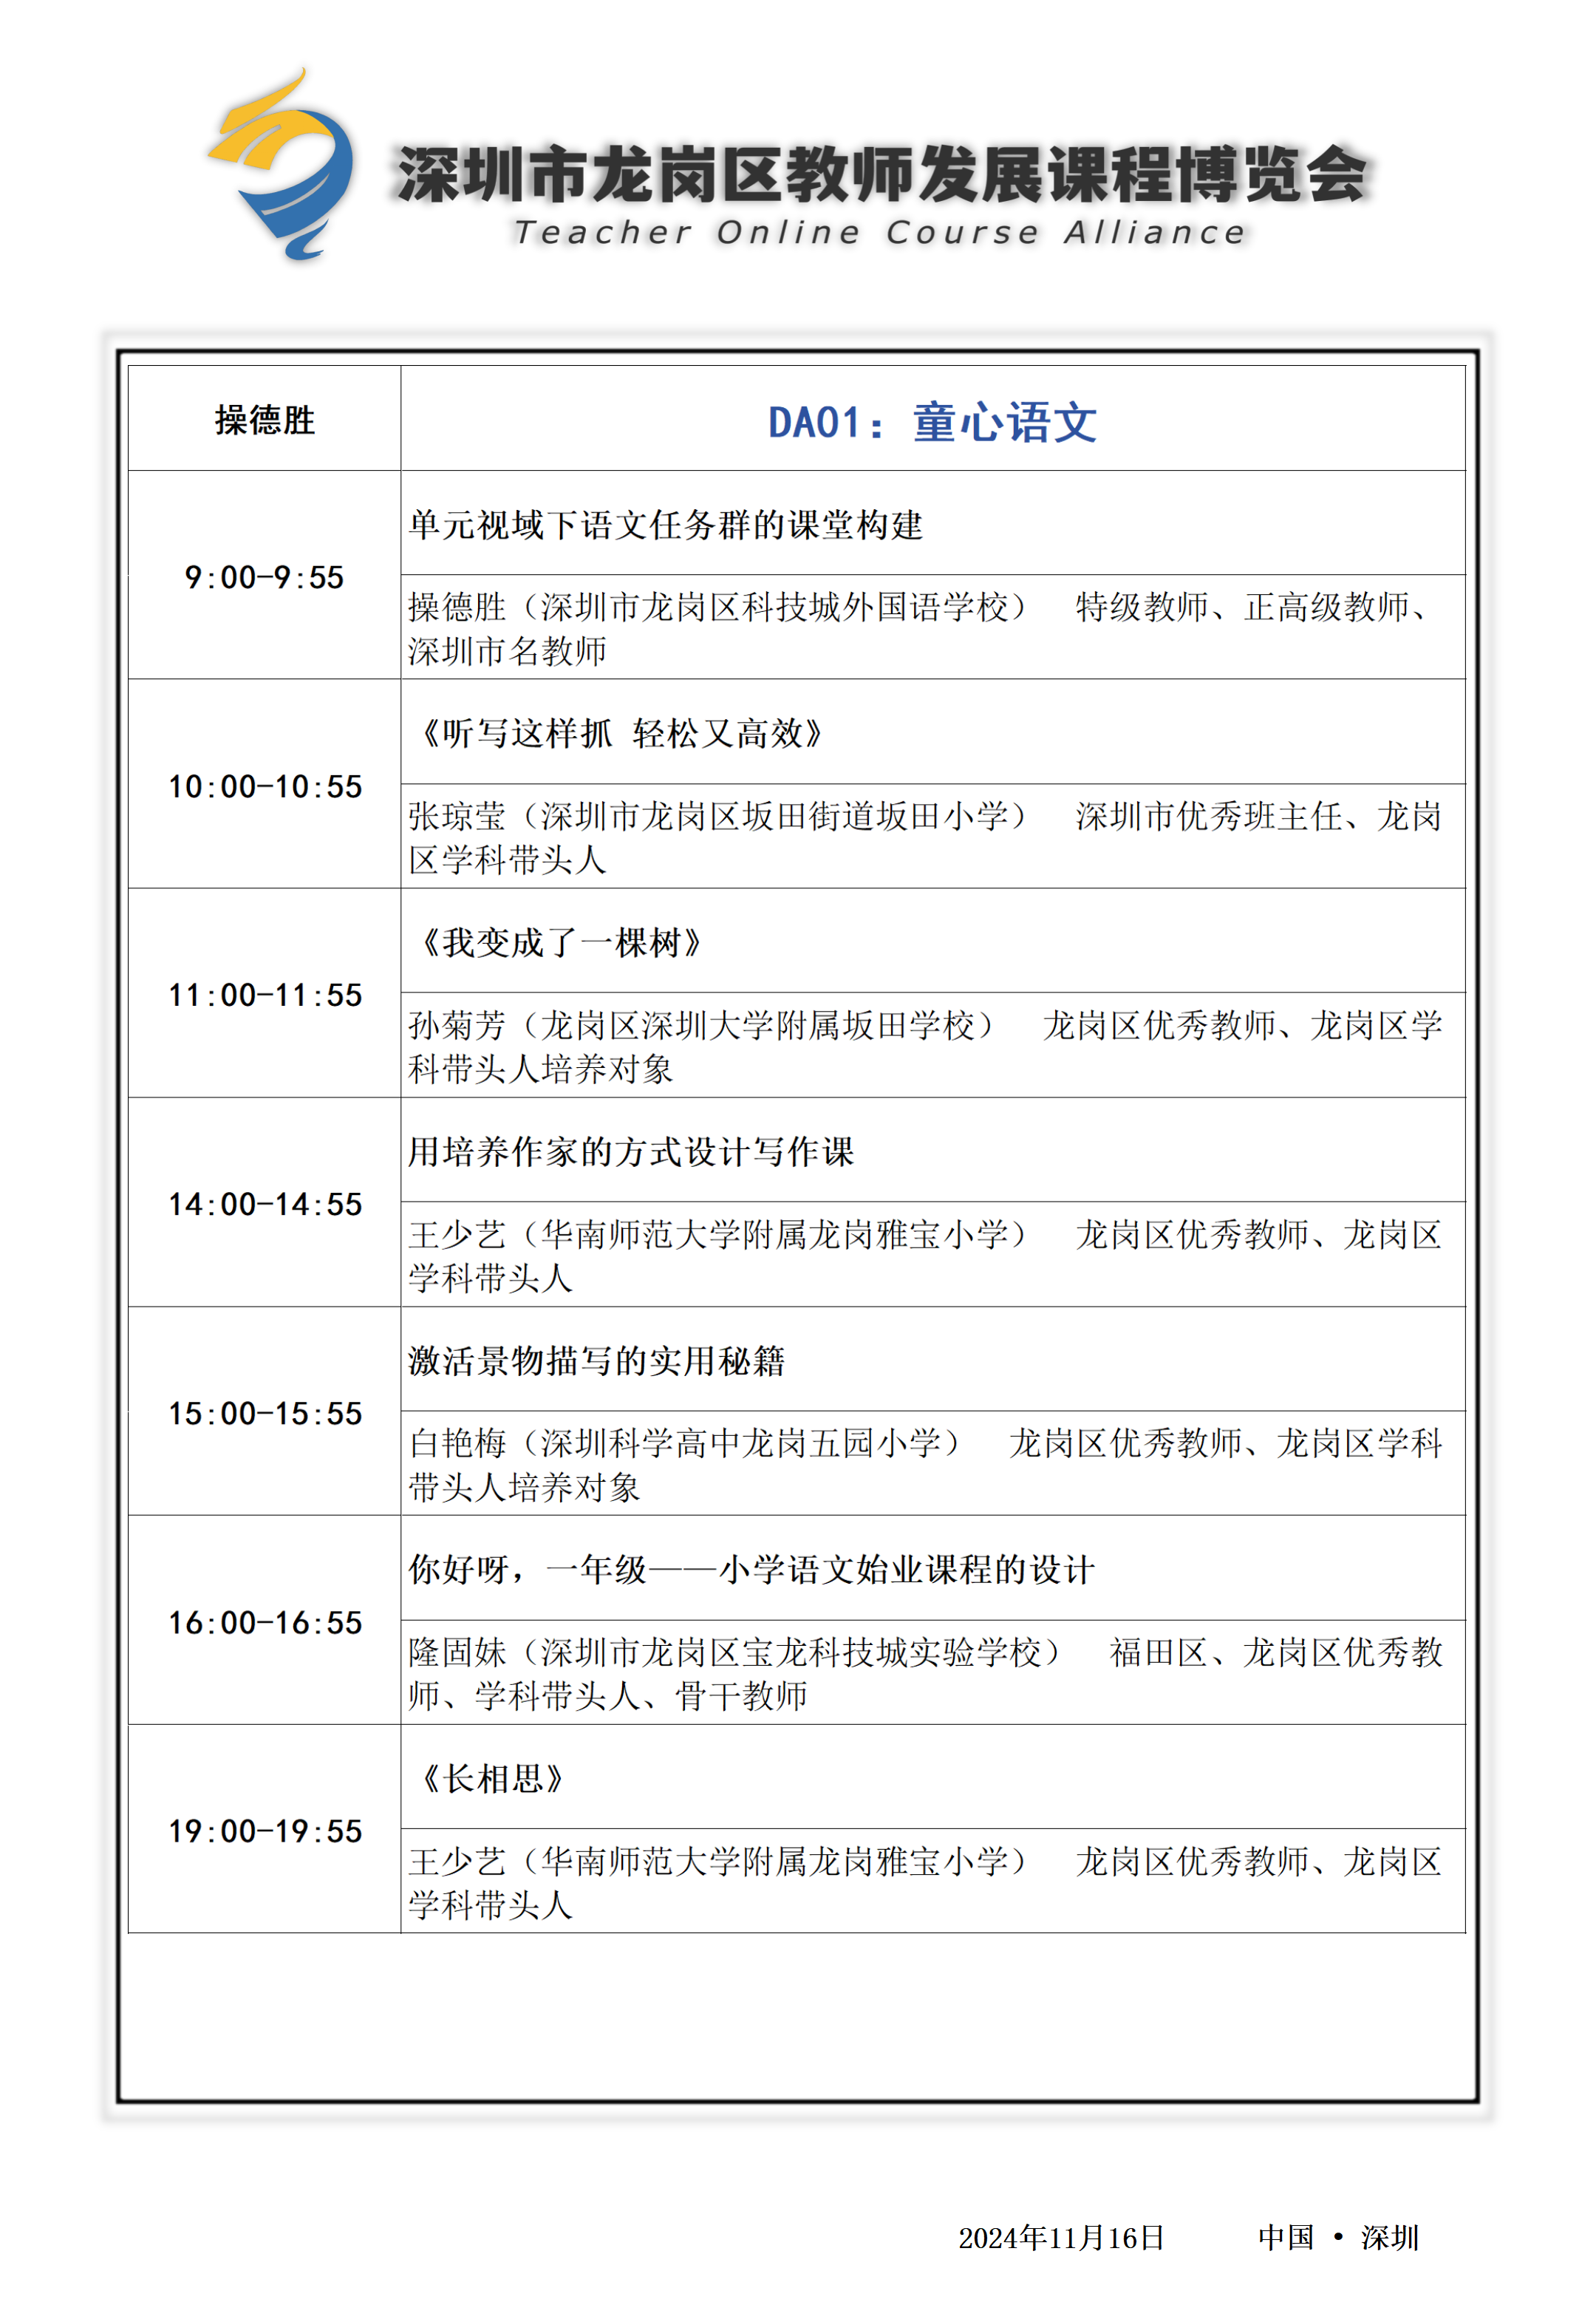 深圳市龙岗区教师发展课程博览会
Teacher Online Course Alliance
操德胜
DA01：童心语文
9:00-9:55
单元视域下语文任务群的课堂构建
操德胜（深圳市龙岗区科技城外国语学校） 特级教师、正高级教师、
深圳市名教师
10:00-10:55
《听写这样抓 轻松又高效》
张琼莹（深圳市龙岗区坂田街道坂田小学） 深圳市优秀班主任、龙岗
区学科带头人
11:00-11:55
《我变成了一棵树》
孙菊芳（龙岗区深圳大学附属坂田学校） 龙岗区优秀教师、龙岗区学
科带头人培养对象
14:00-14:55
用培养作家的方式设计写作课
王少艺（华南师范大学附属龙岗雅宝小学） 龙岗区优秀教师、龙岗区
学科带头人
15:00-15:55
激活景物描写的实用秘籍
白艳梅（深圳科学高中龙岗五园小学） 龙岗区优秀教师、龙岗区学科
带头人培养对象
16:00-16:55
你好呀，一年级——小学语文始业课程的设计
隆固妹（深圳市龙岗区宝龙科技城实验学校） 福田区、龙岗区优秀教
师、学科带头人、骨干教师
19:00-19:55
《长相思》
王少艺（华南师范大学附属龙岗雅宝小学） 龙岗区优秀教师、龙岗区
学科带头人
2024年11月16日 中国 · 深圳